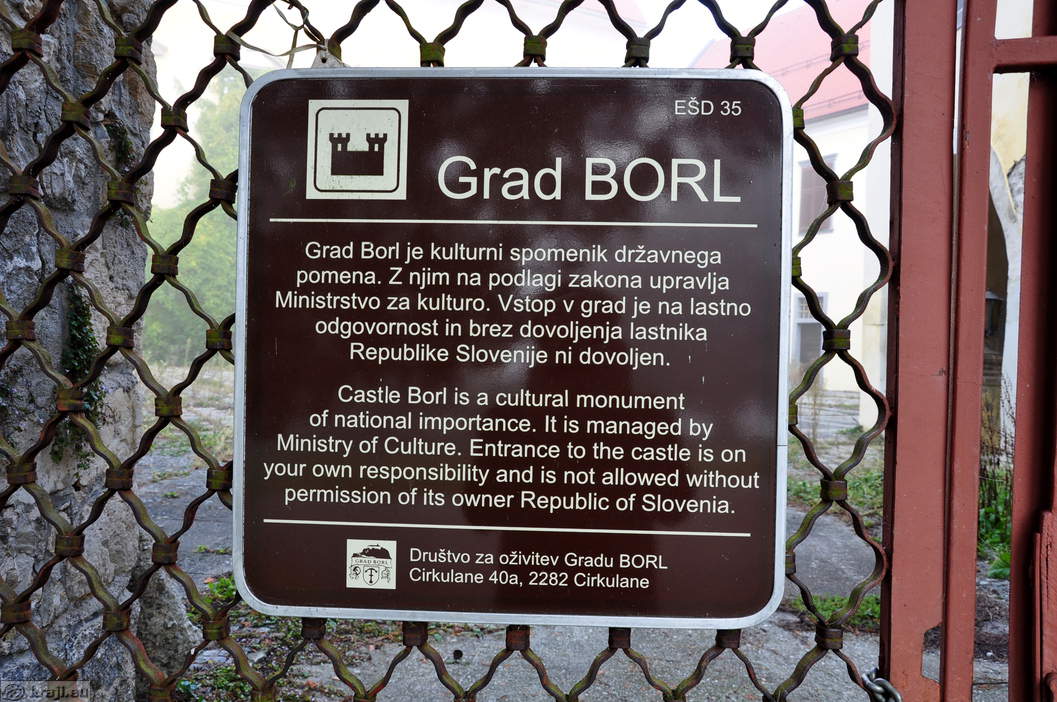 EŠD 35
Grad BORL
Grad Borl je kulturni spomenik državnega
pomena. Z njim na podlagi zakona upravlja
Ministrstvo za kulturo. Vstop v grad je na lastno
odgovornost in brez dovoljenja lastnika
Republike Slovenije ni dovoljen.
Castle Borl is a cultural monument
of national importance. It is managed by
Ministry of Culture. Entrance to the castle is on
your own responsibility and is not allowed without
permission of its owner Republic of Slovenia.
GRAD BORL
Društvo za oživitev Gradu BORL
Cirkulane 40a, 2282 Cirkulane
kraji.eu